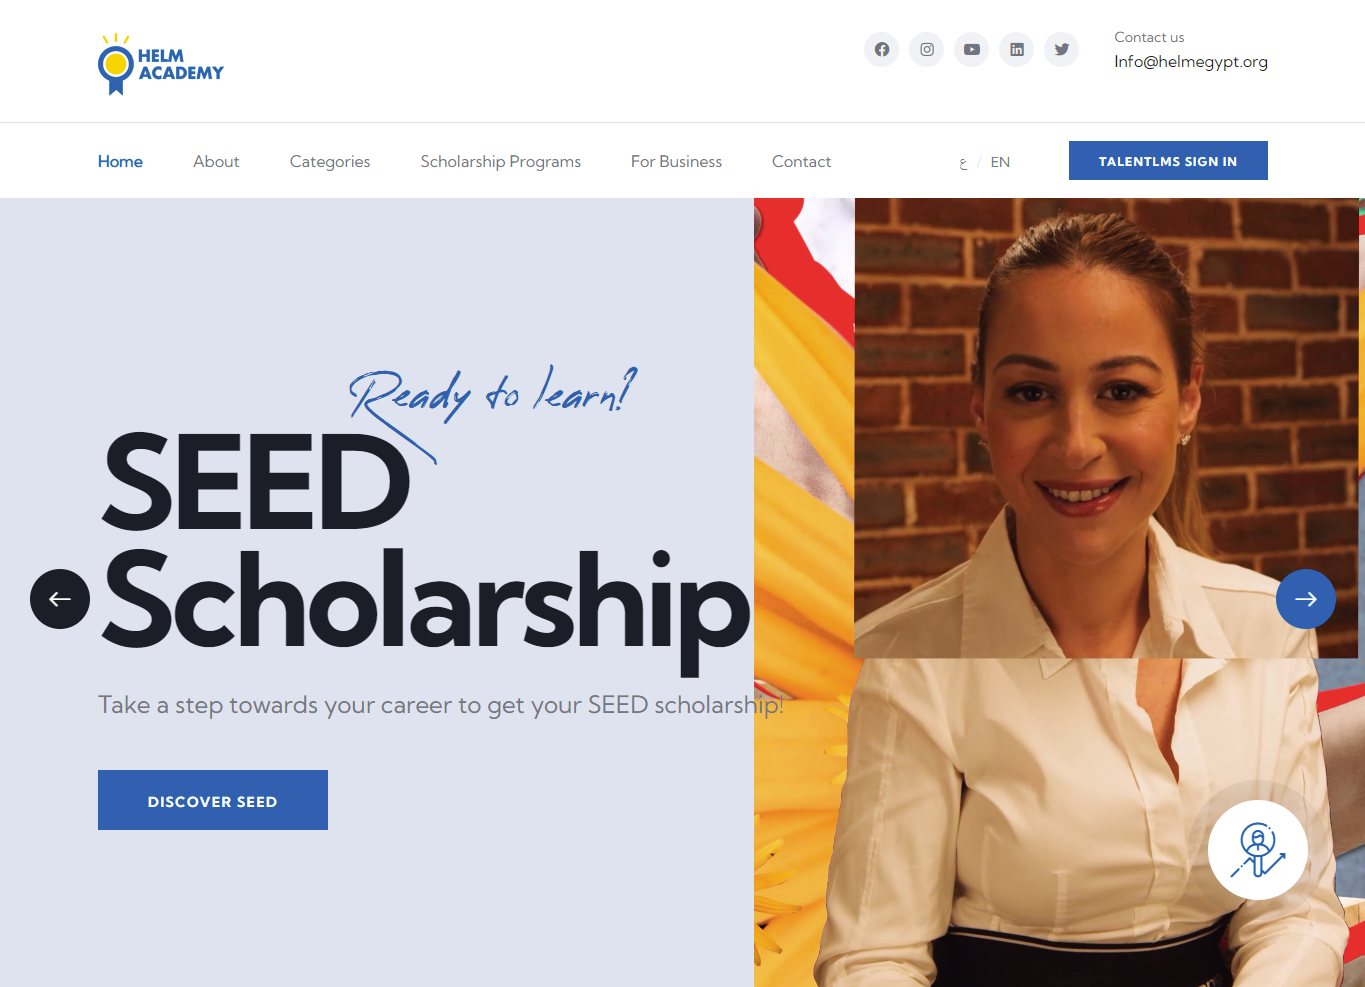 HELM
ACADEMY
Contact us
Info@helmegypt.org
Home
About
Categories
Scholarship Programs
For Business
Contact
ع / EN
TALENTLMS SIGN IN
Ready to learn?
SEED
Scholarship
Take a step towards your career to get your SEED scholarship!
DISCOVER SEED